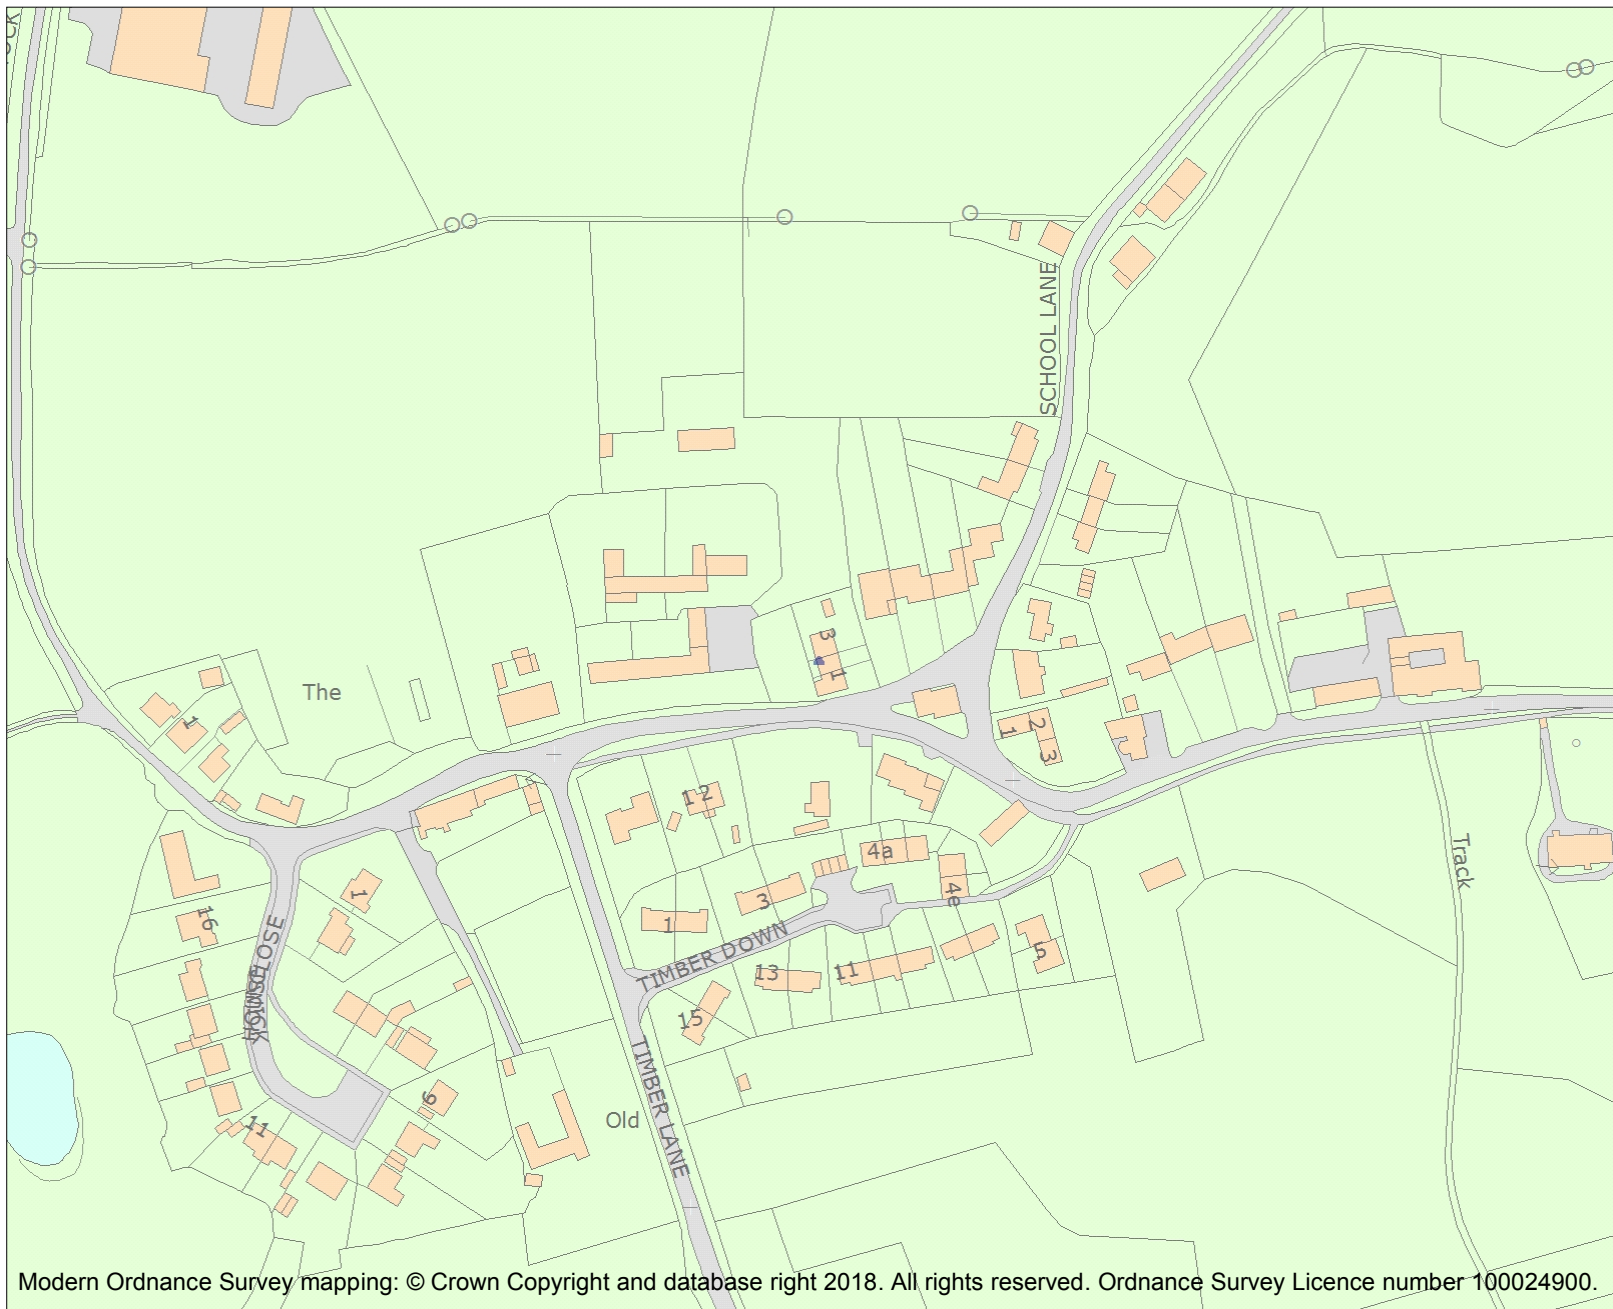 SCHOOL LANE
3
1
The
1
1
2
3
1 2
4a
4e
3
1
TIMBER DOWN
13
11
5
15
1
16
9
11
TIMBER LANE
Old
Track
Modern Ordnance Survey mapping: © Crown Copyright and database right 2018. All rights reserved. Ordnance Survey Licence number 100024900.